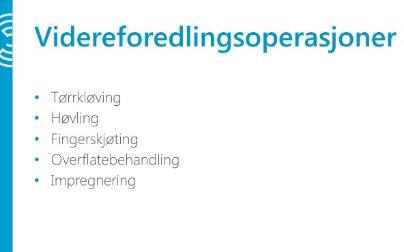 Videreforedlingsoperasjoner
• Tørrkløving
• Høvling
• Fingerskjøting
• Overflatebehandling
• Impregnering